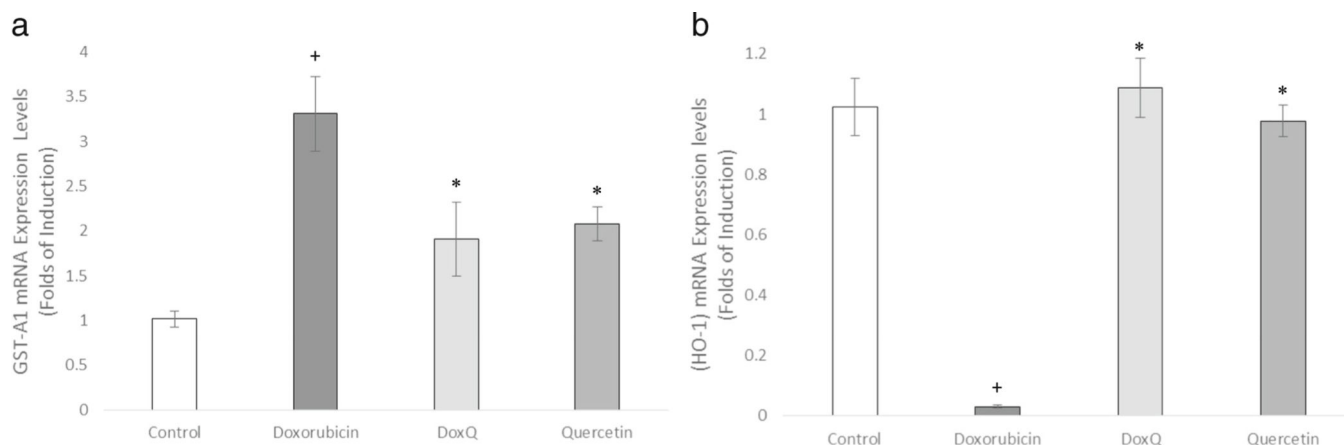 a
GST-A1 mRNA Expression Levels
(Folds of Induction)
4
3.5
3
2.5
2
1.5
1
0.5
0
+
*
*
Control Doxorubicin DoxQ Quercetin
b
(HO-1) mRNA Expression levels
(Folds of Induction)
1.2
1
0.8
0.6
0.4
0.2
0
+
*
*
Control Doxorubicin DoxQ Quercetin